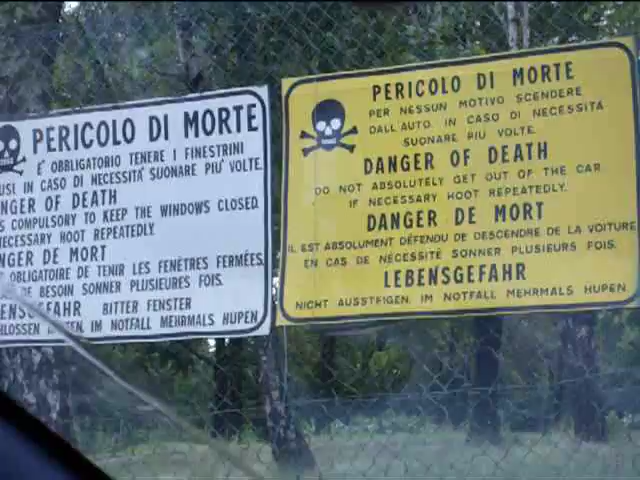 PERICOLO DI MORTE
E' OBBLIGATORIO TENERE I FINESTRINI
IN CASO DI NECESSITA' SUONARE PIU' VOLTE.
OF DEATH
COMPULSORY TO KEEP THE WINDOWS CLOSED.
NECESSARY HOOT REPEATEDLY.
DE MORT
OBLIGATOIRE DE TENIR LES FENÊTRES FERMÉES,
DE BESOIN SONNER PLUSIEURS FOIS.
BITTER FENSTER
IM NOTFALL MEHRMALS HUPEN
PERICOLO DI MORTE
PER NESSUN MOTIVO SCENDERE
DALL'AUTO. IN CASO DI NECESSITA
SUONARE PIU VOLTE.
DANGER OF DEATH
DO NOT ABSOLUTELY GET OUT OF THE CAR.
IF NECESSARY HOOT REPEATEDLY.
DANGER DE MORT
IL EST ABSOLUMENT DÉFENDU DE DESCENDRE DE LA VOITURE
EN CAS DE NÉCESSITÉ SONNER PLUSIEURS FOIS.
LEBENSGEFAHR
NICHT AUSSTEIGEN. IM NOTFALL MEHRMALS HUPEN.